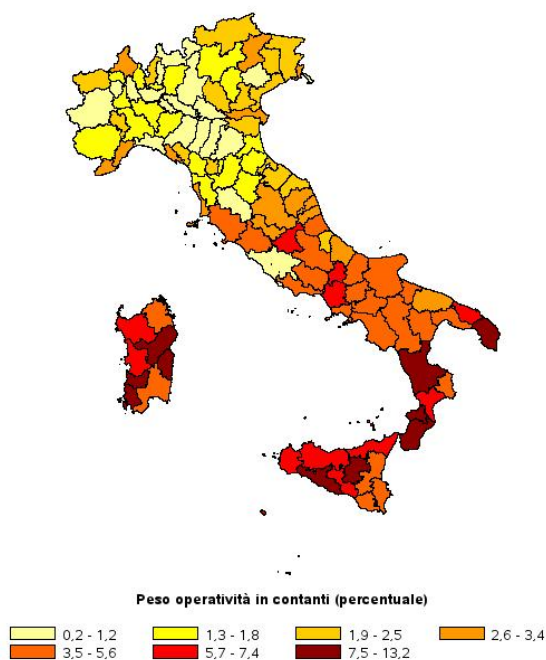 Peso operatività in contanti (percentuale)
0,2 - 1,2 1,3 - 1,8 1,9 - 2,5 2,6 - 3,4
3,5 - 5,6 5,7 - 7,4 7,5 - 13,2